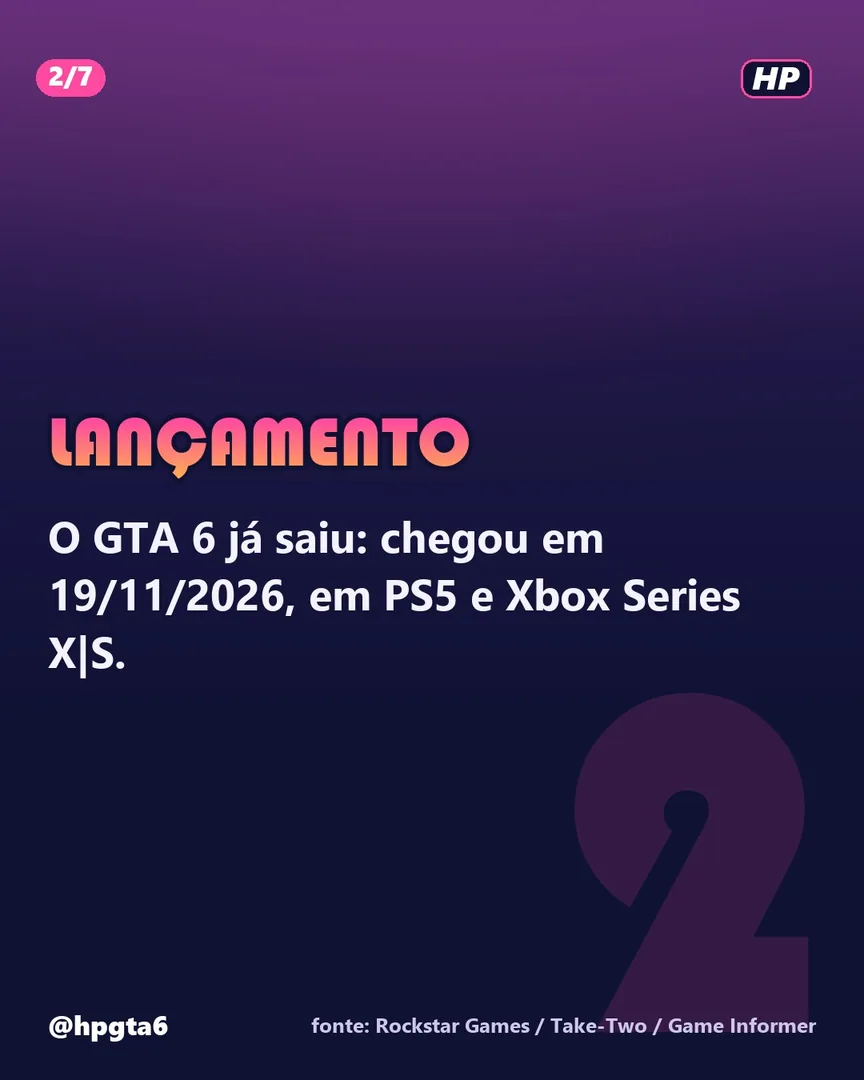 2/7
HP
LANÇAMENTO
O GTA 6 já saiu: chegou em
19/11/2026, em PS5 e Xbox Series
X|S.
2
@hpgta6
fonte: Rockstar Games / Take-Two / Game Informer